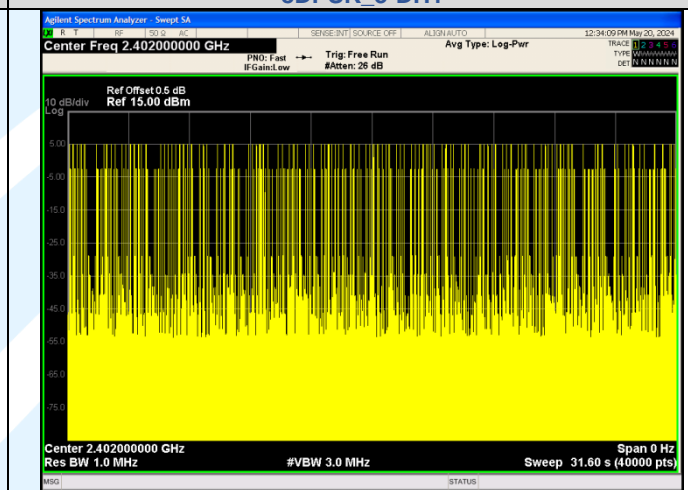 Agilent Spectrum Analyzer - Swept SA
R T RF 50 Ω AC SENSE:INT SOURCE OFF ALIGN AUTO 12:34:09 PM May 20, 2024
Center Freq 2.402000000 GHz Avg Type: Log-Pwr TRACE 1 2 3 4 5 6
PNO: Fast Trig: Free Run TYPE
IFGain:Low #Atten: 26 dB DET N N N N N N
Ref Offset 0.5 dB
10 dB/div Ref 15.00 dBm
Log
5.00
-5.00
-15.0
-25.0
-35.0
-45.0
-55.0
-65.0
-75.0
Center 2.402000000 GHz Span 0 Hz
Res BW 1.0 MHz #VBW 3.0 MHz Sweep 31.60 s (40000 pts)
MSG STATUS